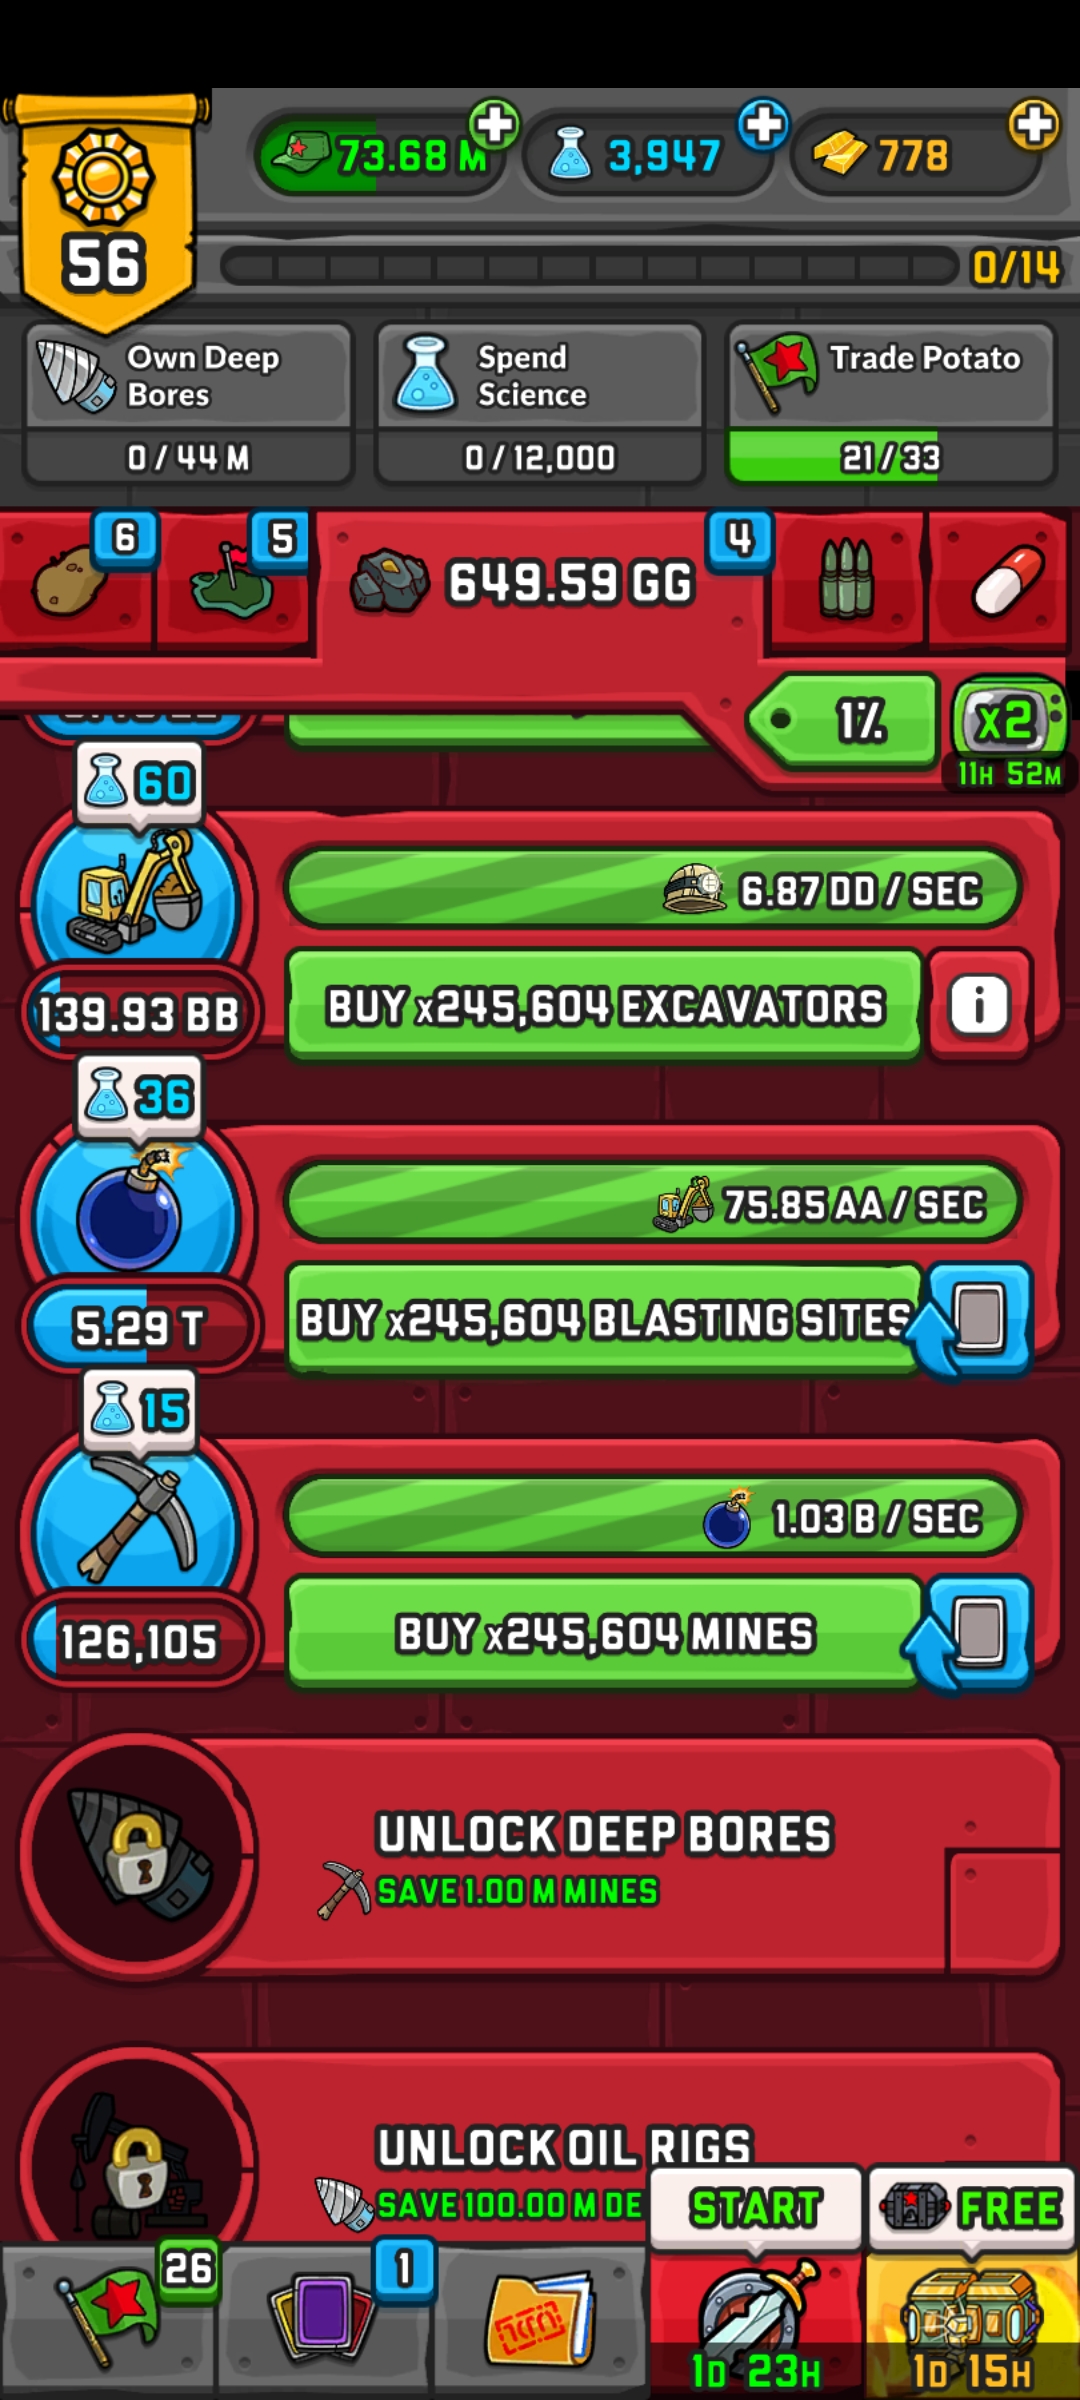 73.68 M
3,947
778
56
0/14
Own Deep
Bores
0 / 44 M
Spend
Science
0 / 12,000
Trade Potato
21 / 33
6
5
649.59 GG
4
1%
x2
11H 52M
60
6.87 DD / SEC
139.93 BB
BUY x245,604 EXCAVATORS
i
36
75.85 AA / SEC
5.29 T
BUY x245,604 BLASTING SITES
15
1.03 B / SEC
126,105
BUY x245,604 MINES
UNLOCK DEEP BORES
SAVE 1.00 M MINES
UNLOCK OIL RIGS
SAVE 100.00 M DE
START
FREE
26
1
1D 23H
1D 15H